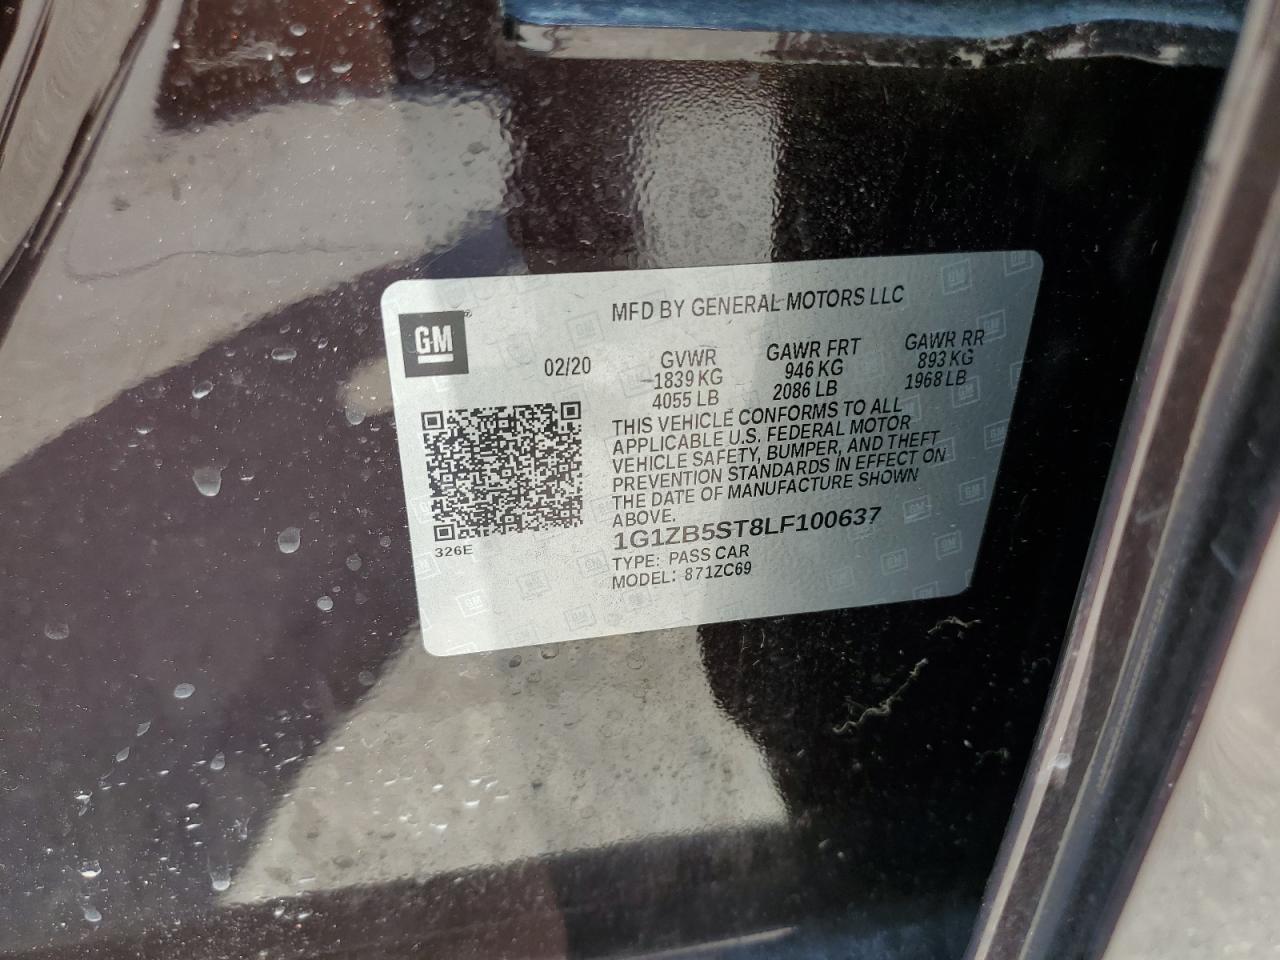 MFD BY GENERAL MOTORS LLC
GM®
02/20
GVWR
1839 KG
4055 LB
GAWR FRT
946 KG
2086 LB
GAWR RR
893 KG
1968 LB
THIS VEHICLE CONFORMS TO ALL
APPLICABLE U.S. FEDERAL MOTOR
VEHICLE SAFETY, BUMPER, AND THEFT
PREVENTION STANDARDS IN EFFECT ON
THE DATE OF MANUFACTURE SHOWN
ABOVE.
1G1ZB5ST8LF100637
TYPE: PASS CAR
MODEL: 871ZC69
326E